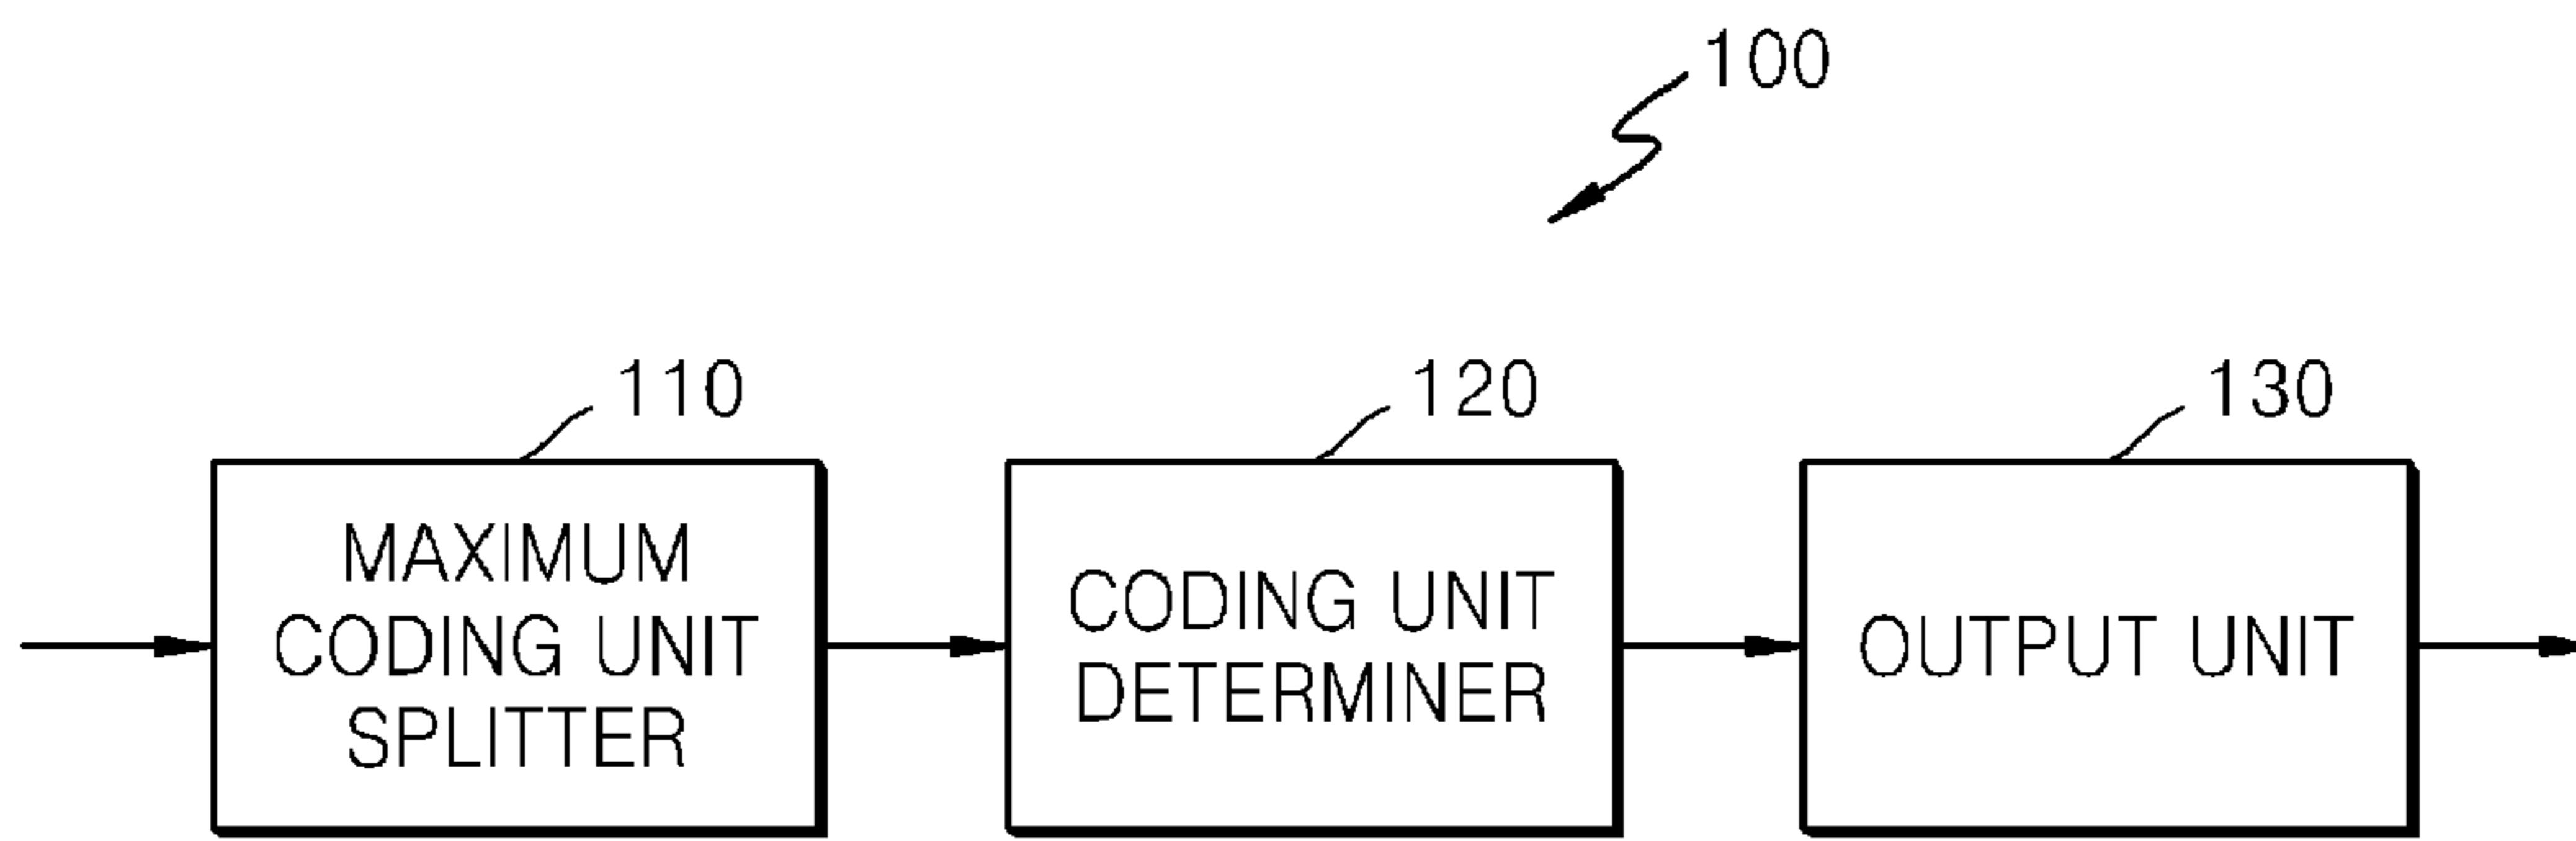 100
110
120
130
MAXIMUM
CODING UNIT
SPLITTER
CODING UNIT
DETERMINER
OUTPUT UNIT